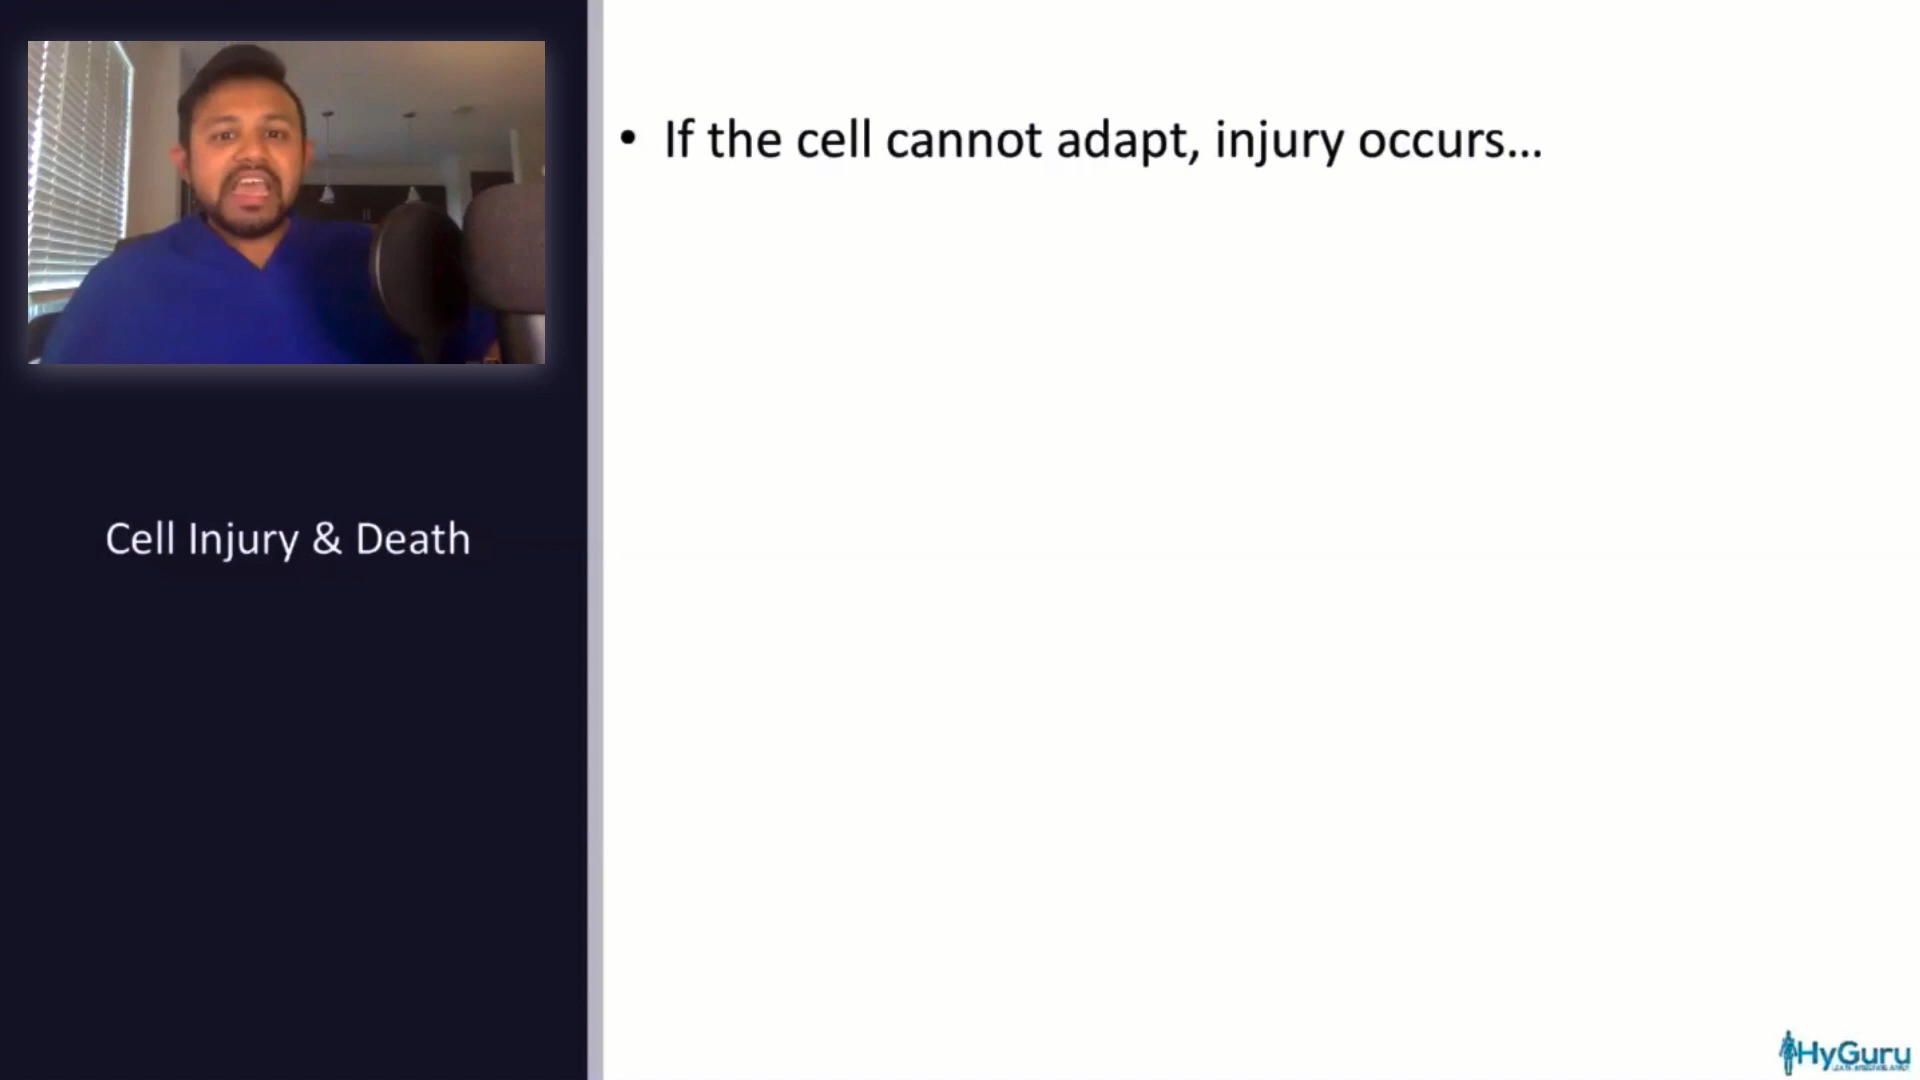 Cell Injury & Death
• If the cell cannot adapt, injury occurs...
HyGuru